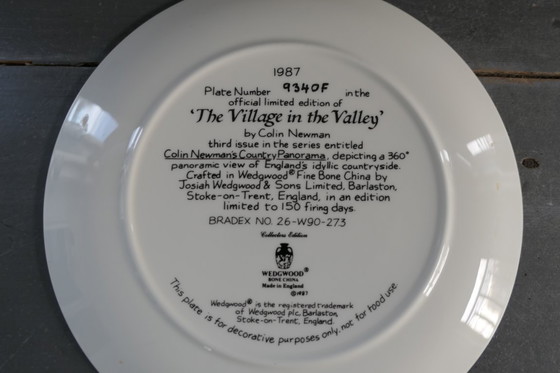 1987
Plate Number 9340F in the
official limited edition of
'The Village in the Valley'
by Colin Newman
third issue in the series entitled
Colin Newman's Country Panorama, depicting a 360°
panoramic view of England's idyllic countryside.
Crafted in Wedgwood® Fine Bone China by
Josiah Wedgwood & Sons Limited, Barlaston,
Stoke-on-Trent, England, in an edition
limited to 150 firing days.
BRADEX NO. 26-W90-273
Collectors Edition
WEDGWOOD®
BONE CHINA
Made in England
©1987
Wedgwood® is the registered trademark
of Wedgwood plc, Barlaston,
Stoke-on-Trent, England.
This plate is for decorative purposes only, not for food use.